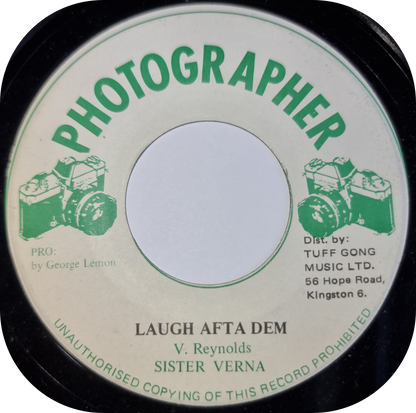 PHOTOGRAPHER
PRO:
by George Lemon
Dist. by:
TUFF GONG
MUSIC LTD.
56 Hope Road,
Kingston 6.
LAUGH AFTA DEM
V. Reynolds
SISTER VERNA
UNAUTHORISED COPYING OF THIS RECORD PROHIBITED